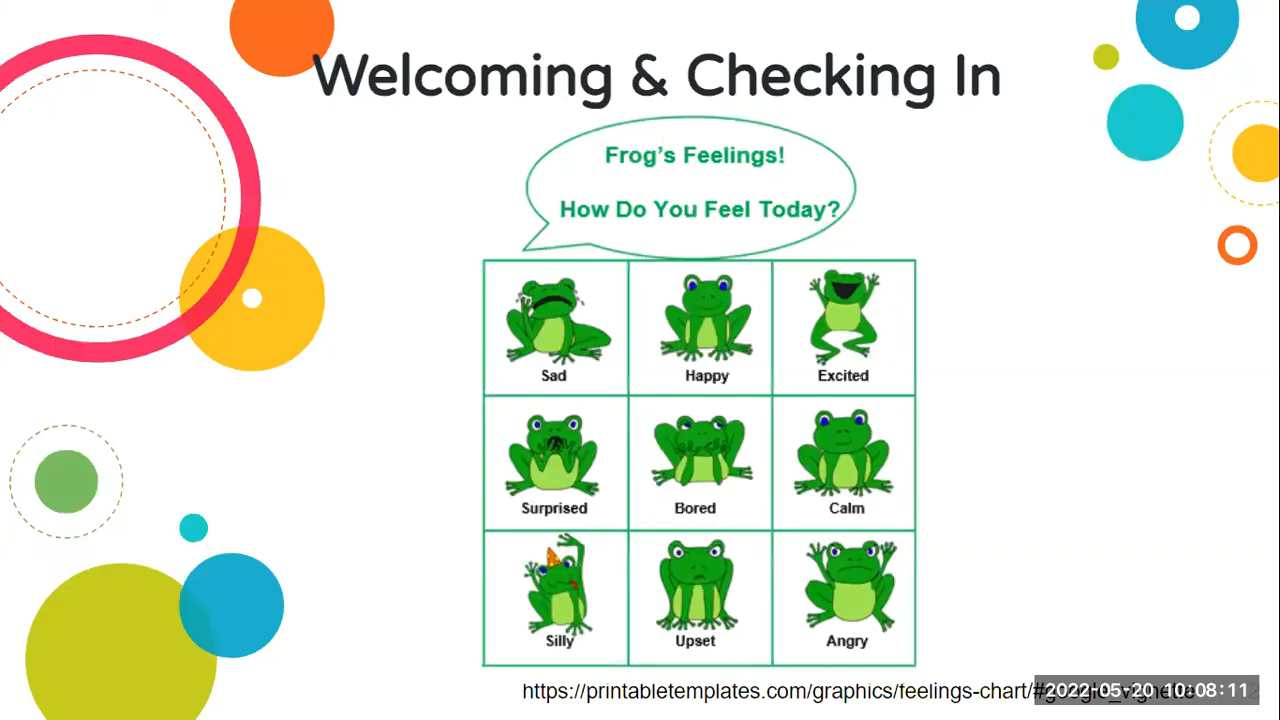 Welcoming & Checking In
Frog's Feelings!
How Do You Feel Today?
Sad Happy Excited
Surprised Bored Calm
Silly Upset Angry
https://printabletemplates.com/graphics/feelings-chart/#google_vignette
2022-05-20 10:08:11